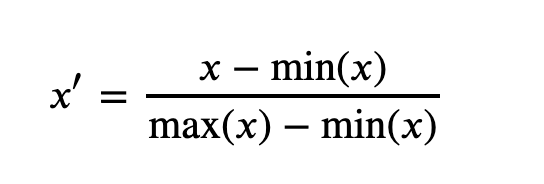 x′ = x − min(x) / max(x) − min(x)